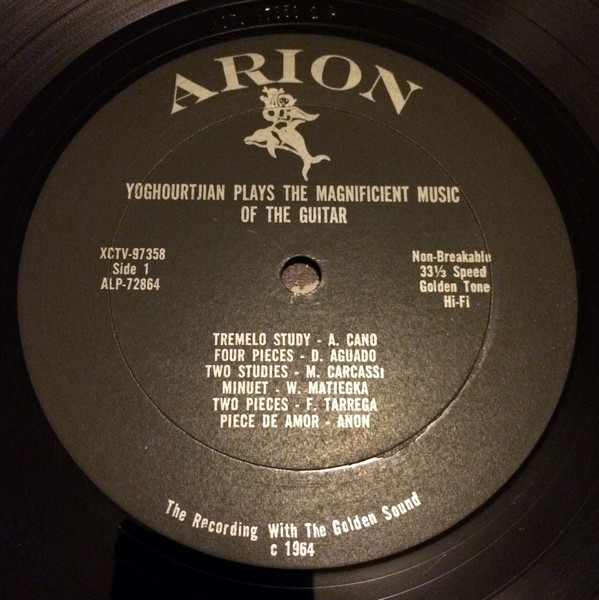 ARION
YOGHOURTJIAN PLAYS THE MAGNIFICIENT MUSIC
OF THE GUITAR
XCTV-97358
Side 1
ALP-72864
Non-Breakable
33⅓ Speed
Golden Tone
Hi-Fi
TREMELO STUDY - A. CANO
FOUR PIECES - D. AGUADO
TWO STUDIES - M. CARCASSI
MINUET - W. MATIEGKA
TWO PIECES - F. TARREGA
PIECE DE AMOR - ANON
The Recording With The Golden Sound
c 1964